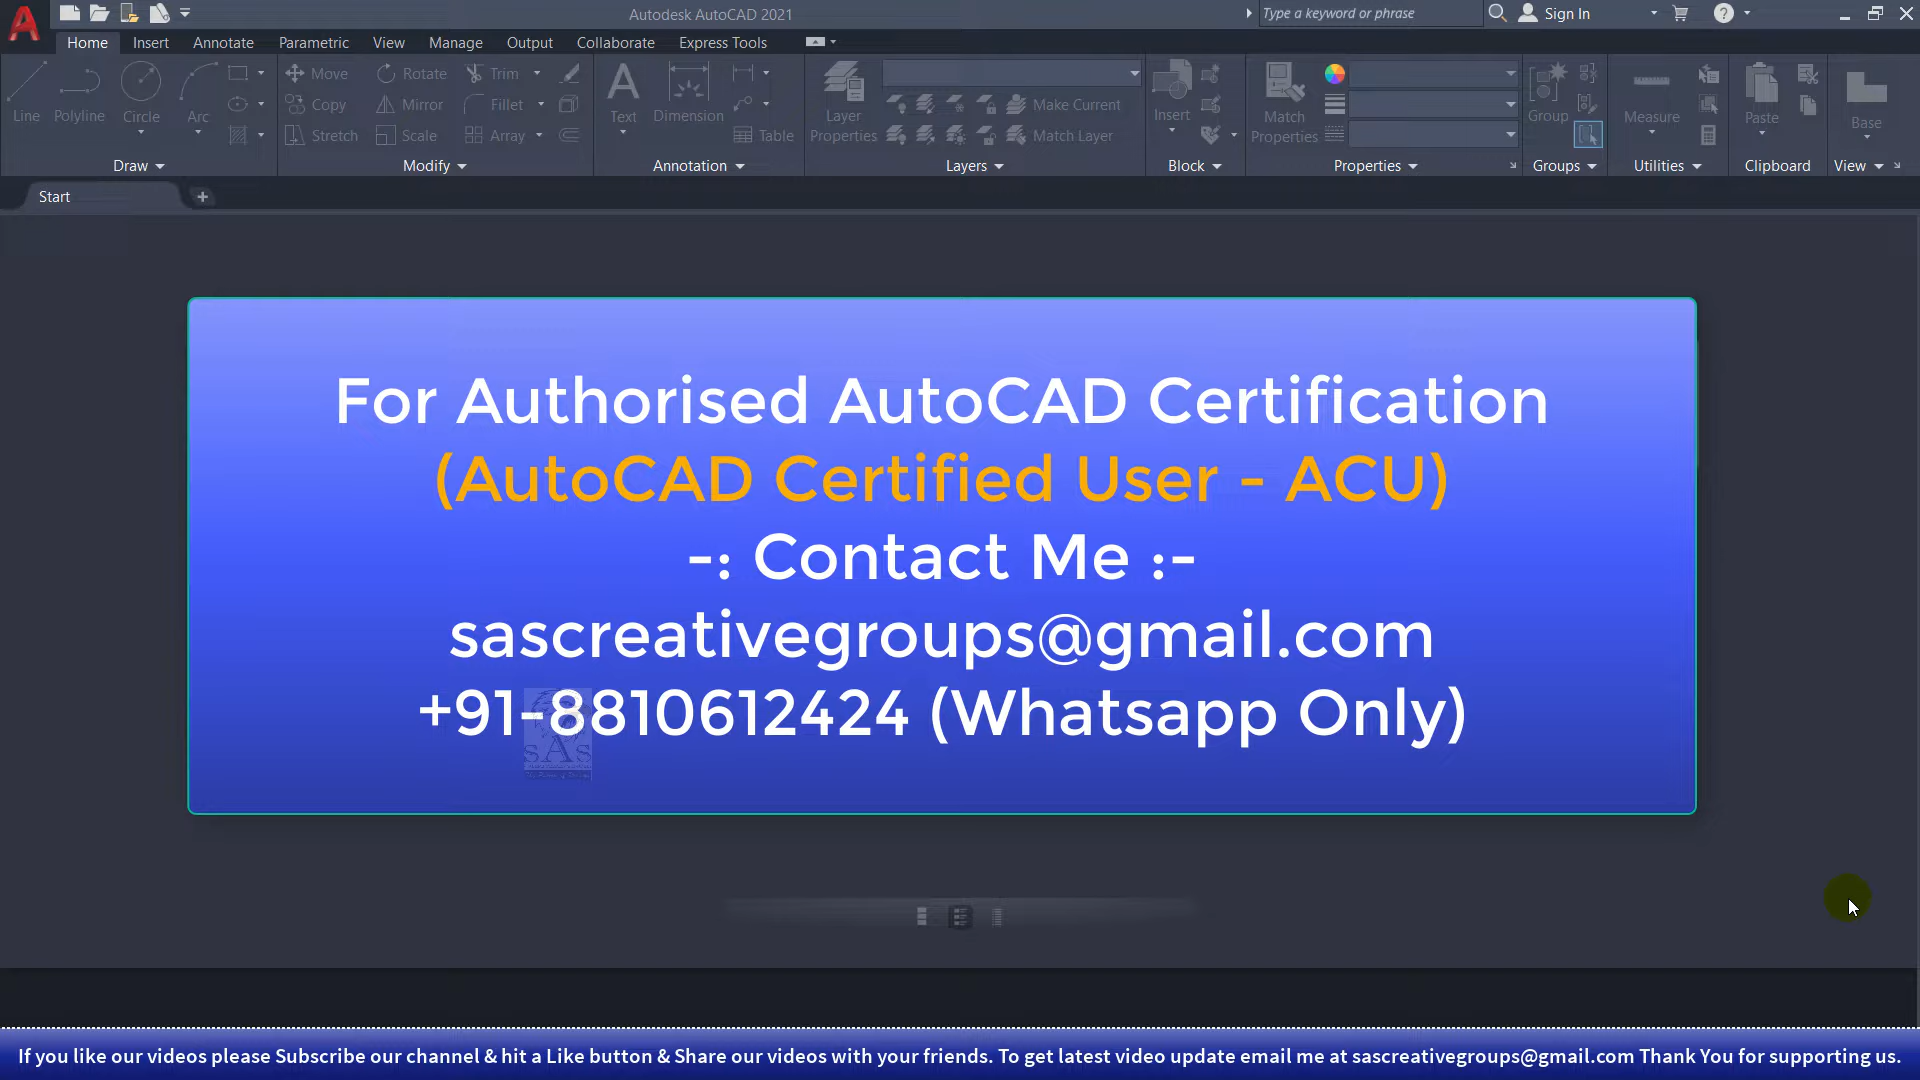 Autodesk AutoCAD 2021
Type a keyword or phrase
Sign In
Home Insert Annotate Parametric View Manage Output Collaborate Express Tools
Line Polyline Circle Arc
Move Rotate Trim
Copy Mirror Fillet
Stretch Scale Array
Text Dimension Table
Layer Properties Make Current Match Layer
Insert
Match Properties
Group
Measure
Paste
Base
Draw Modify Annotation Layers Block Properties Groups Utilities Clipboard View
Start
For Authorised AutoCAD Certification
(AutoCAD Certified User - ACU)
-: Contact Me :-
sascreativegroups@gmail.com
+91-8810612424 (Whatsapp Only)
sAs
If you like our videos please Subscribe our channel & hit a Like button & Share our videos with your friends. To get latest video update email me at sascreativegroups@gmail.com Thank You for supporting us.